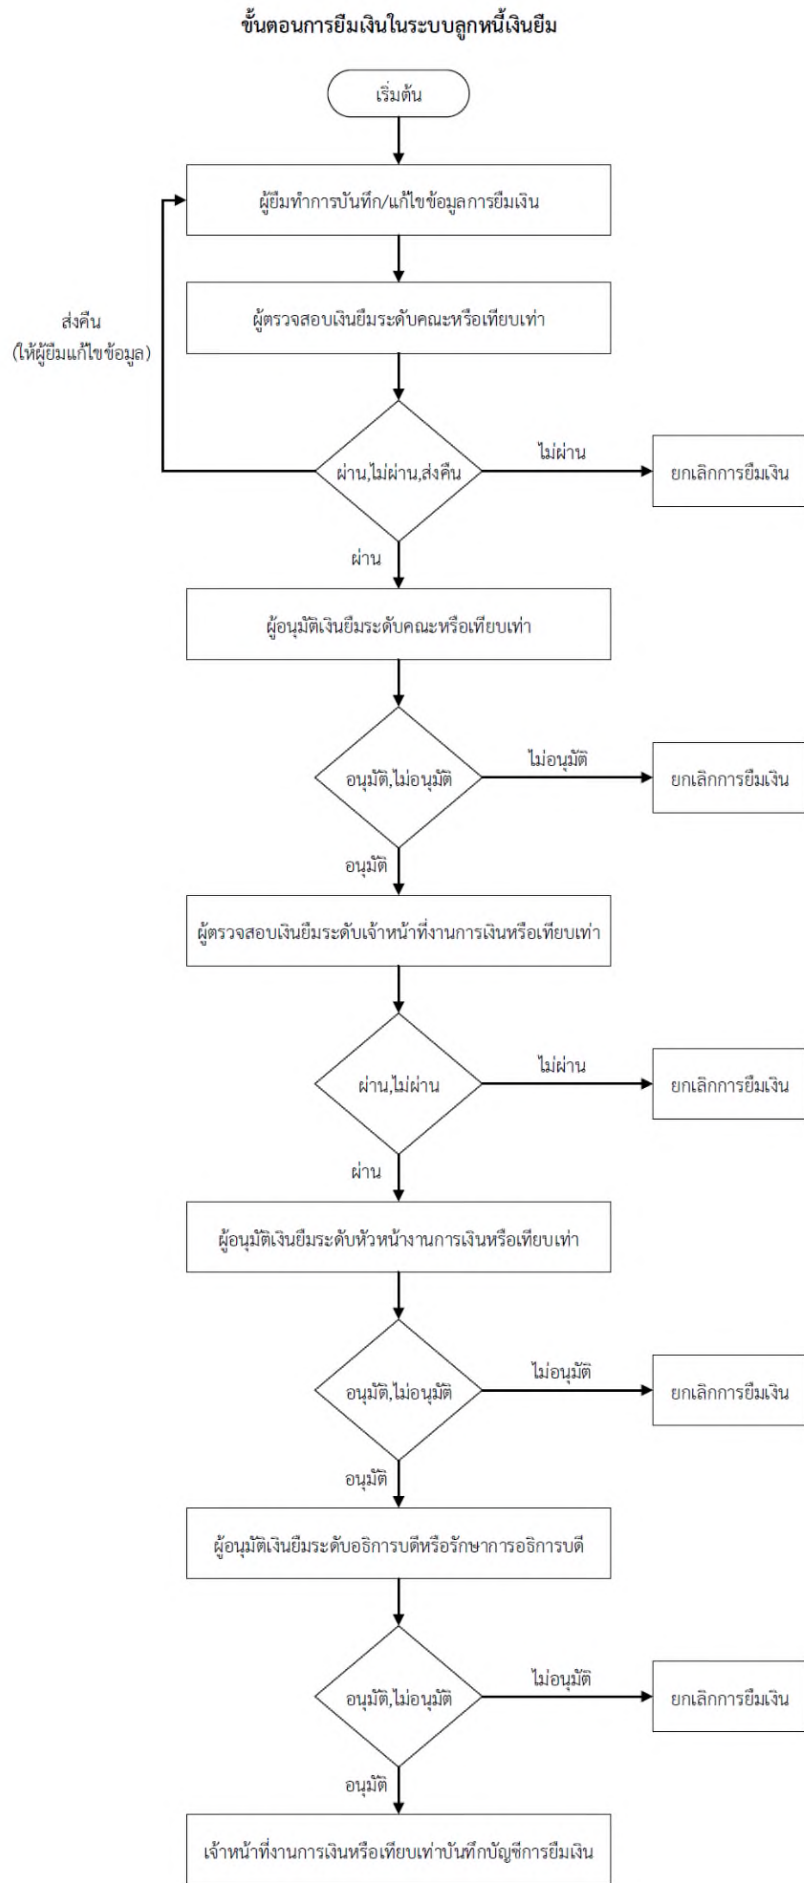 ขั้นตอนการยืมเงินในระบบลูกหนี้เงินยืม
เริ่มต้น
ผู้ยืมทำการบันทึก/แก้ไขข้อมูลการยืมเงิน
ผู้ตรวจสอบเงินยืมระดับคณะหรือเทียบเท่า
ส่งคืน
(ให้ผู้ยืมแก้ไขข้อมูล)
ผ่าน,ไม่ผ่าน,ส่งคืน
ไม่ผ่าน
ยกเลิกการยืมเงิน
ผ่าน
ผู้อนุมัติเงินยืมระดับคณะหรือเทียบเท่า
อนุมัติ,ไม่อนุมัติ
ไม่อนุมัติ
ยกเลิกการยืมเงิน
อนุมัติ
ผู้ตรวจสอบเงินยืมระดับเจ้าหน้าที่งานการเงินหรือเทียบเท่า
ผ่าน,ไม่ผ่าน
ไม่ผ่าน
ยกเลิกการยืมเงิน
ผ่าน
ผู้อนุมัติเงินยืมระดับหัวหน้างานการเงินหรือเทียบเท่า
อนุมัติ,ไม่อนุมัติ
ไม่อนุมัติ
ยกเลิกการยืมเงิน
อนุมัติ
ผู้อนุมัติเงินยืมระดับอธิการบดีหรือรักษาการอธิการบดี
อนุมัติ,ไม่อนุมัติ
ไม่อนุมัติ
ยกเลิกการยืมเงิน
อนุมัติ
เจ้าหน้าที่งานการเงินหรือเทียบเท่าบันทึกบัญชีการยืมเงิน